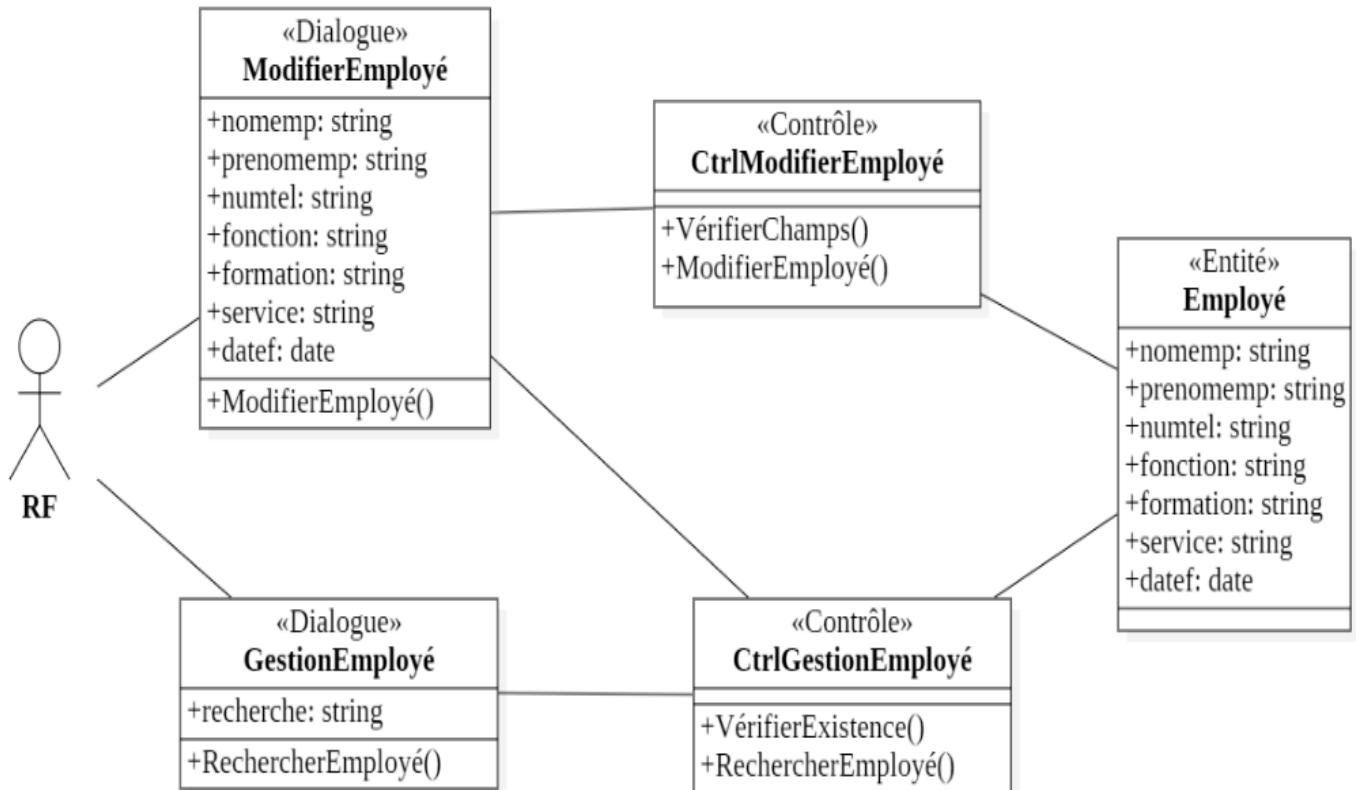 «Dialogue»
ModifierEmployé
+nomemp: string
+prenomemp: string
+numtel: string
+fonction: string
+formation: string
+service: string
+datef: date
+ModifierEmployé()
«Contrôle»
CtrlModifierEmployé
+VérifierChamps()
+ModifierEmployé()
«Entité»
Employé
+nomemp: string
+prenomemp: string
+numtel: string
+fonction: string
+formation: string
+service: string
+datef: date
RF
«Dialogue»
GestionEmployé
+recherche: string
+RechercherEmployé()
«Contrôle»
CtrlGestionEmployé
+VérifierExistence()
+RechercherEmployé()